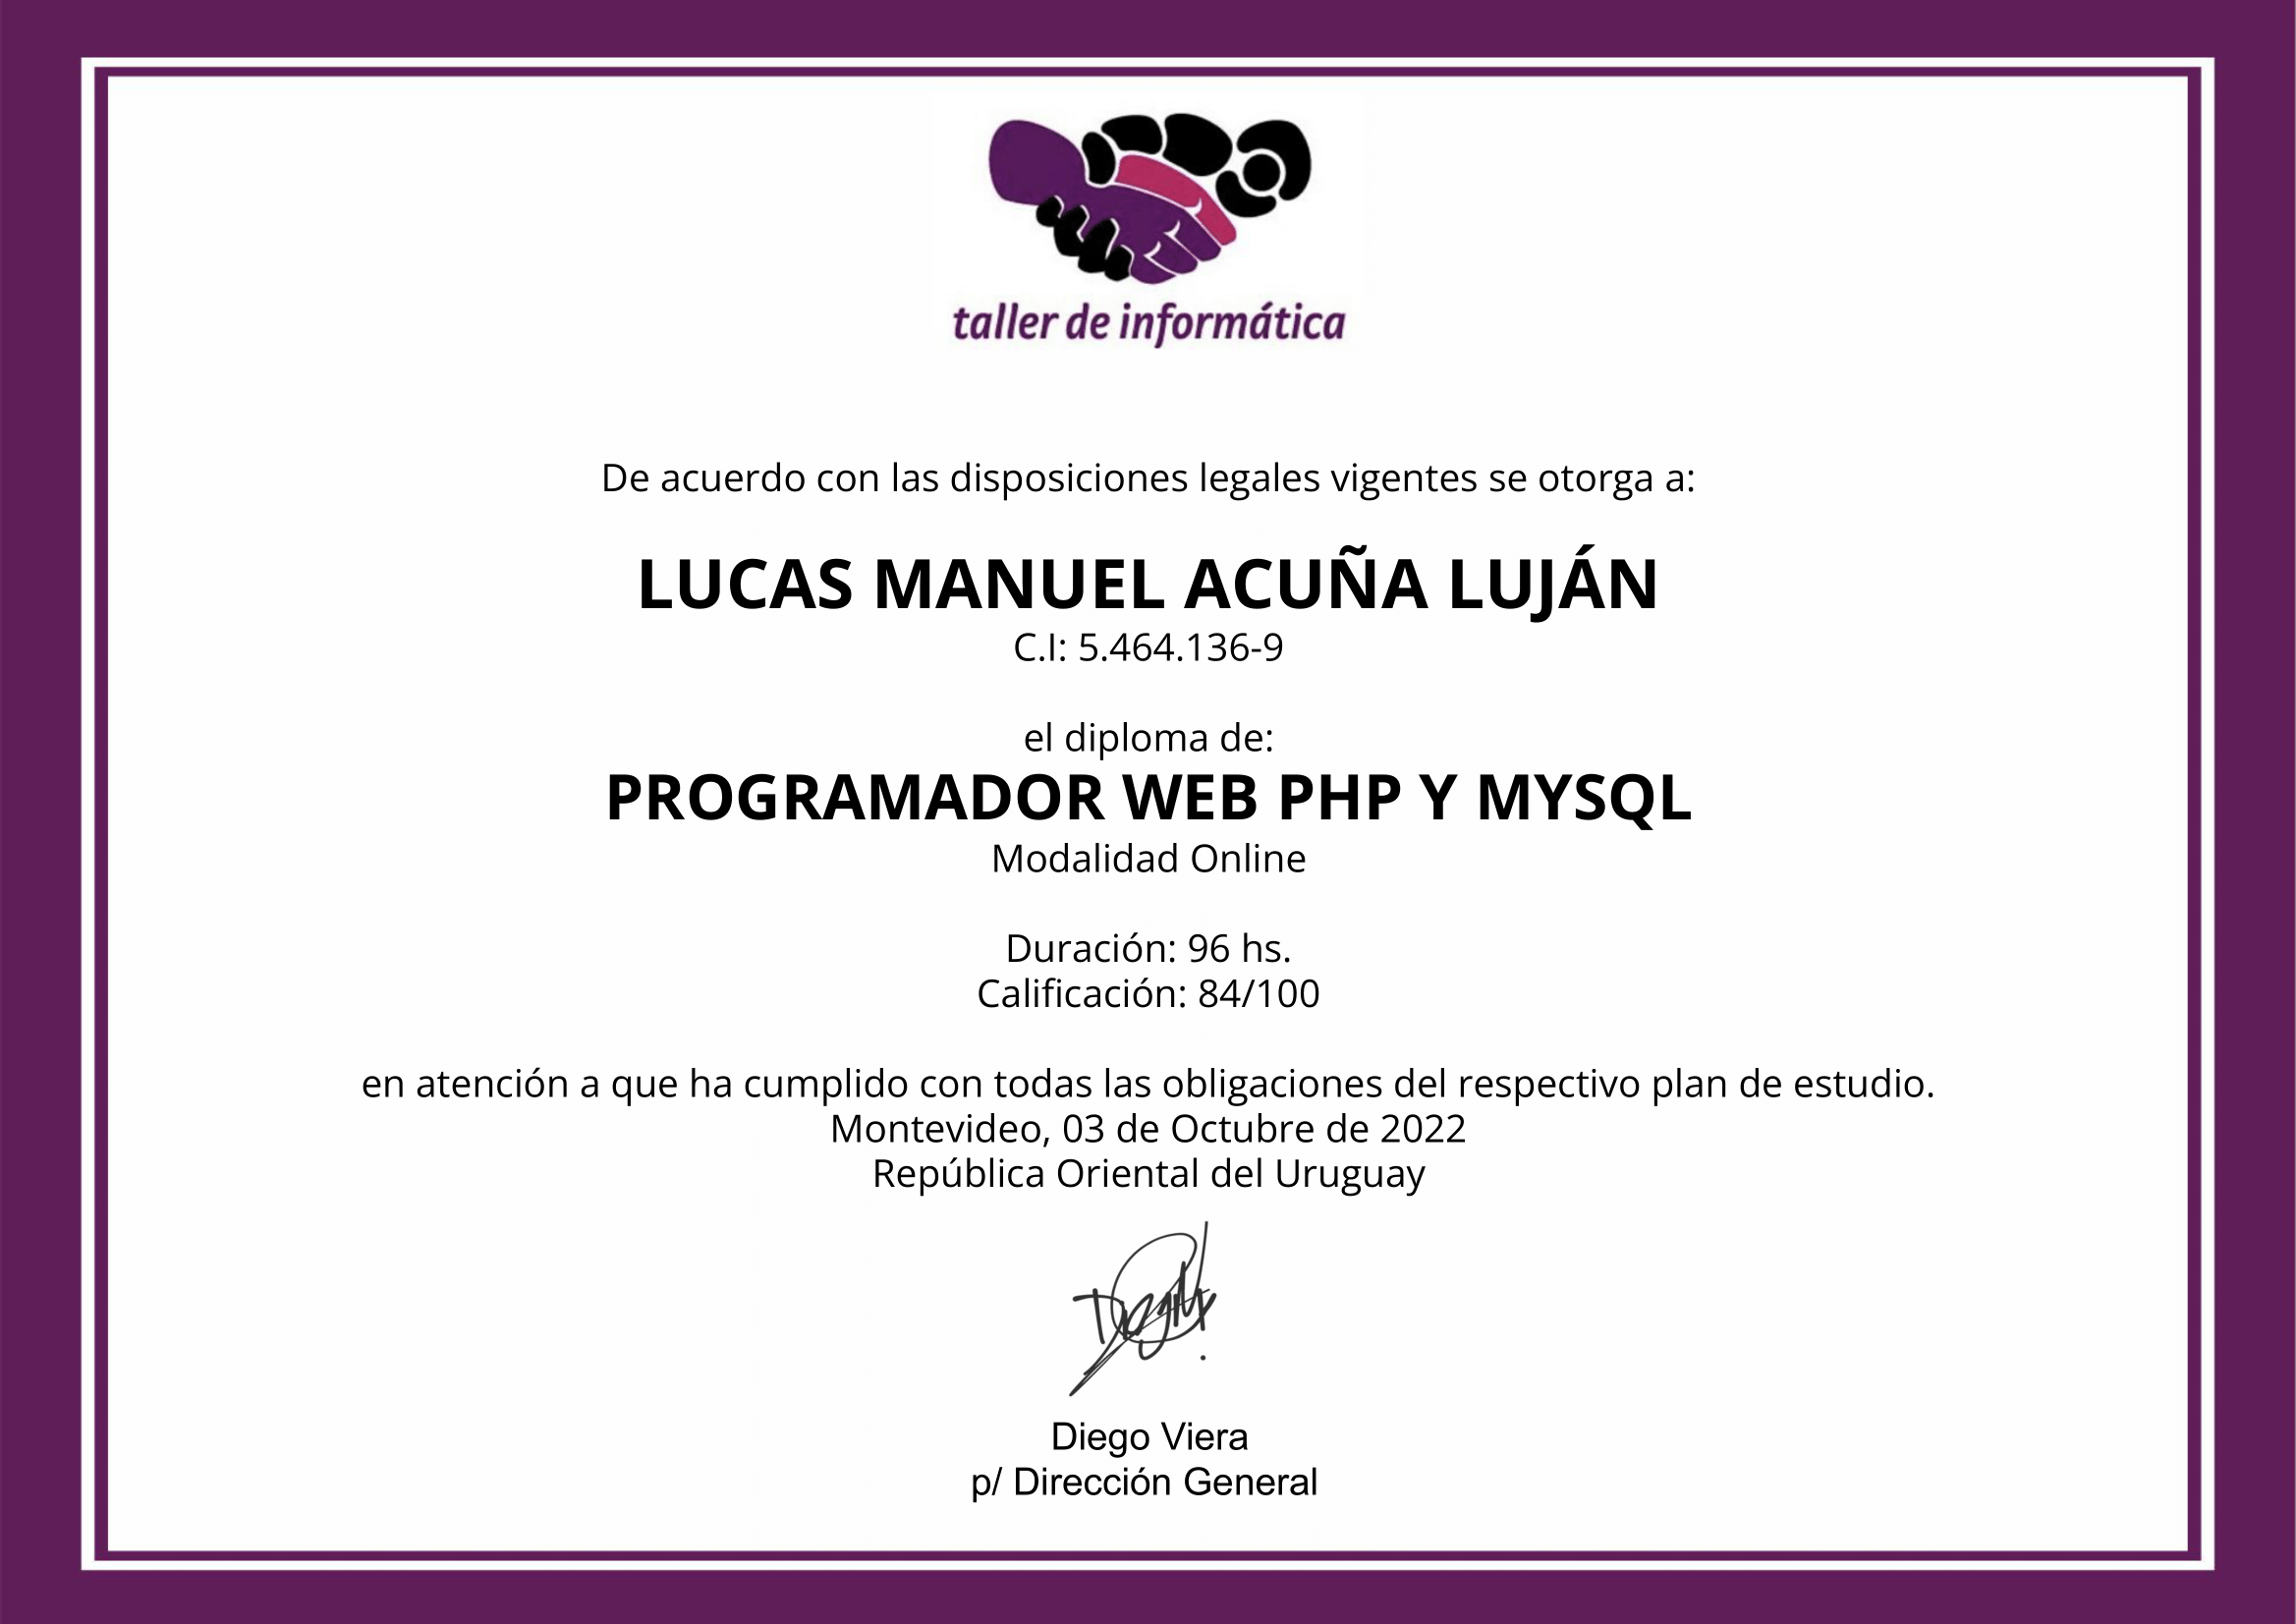 taller de informática
De acuerdo con las disposiciones legales vigentes se otorga a:
LUCAS MANUEL ACUÑA LUJÁN
C.I: 5.464.136-9
el diploma de:
PROGRAMADOR WEB PHP Y MYSQL
Modalidad Online
Duración: 96 hs.
Calificación: 84/100
en atención a que ha cumplido con todas las obligaciones del respectivo plan de estudio.
Montevideo, 03 de Octubre de 2022
República Oriental del Uruguay
Diego Viera
p/ Dirección General